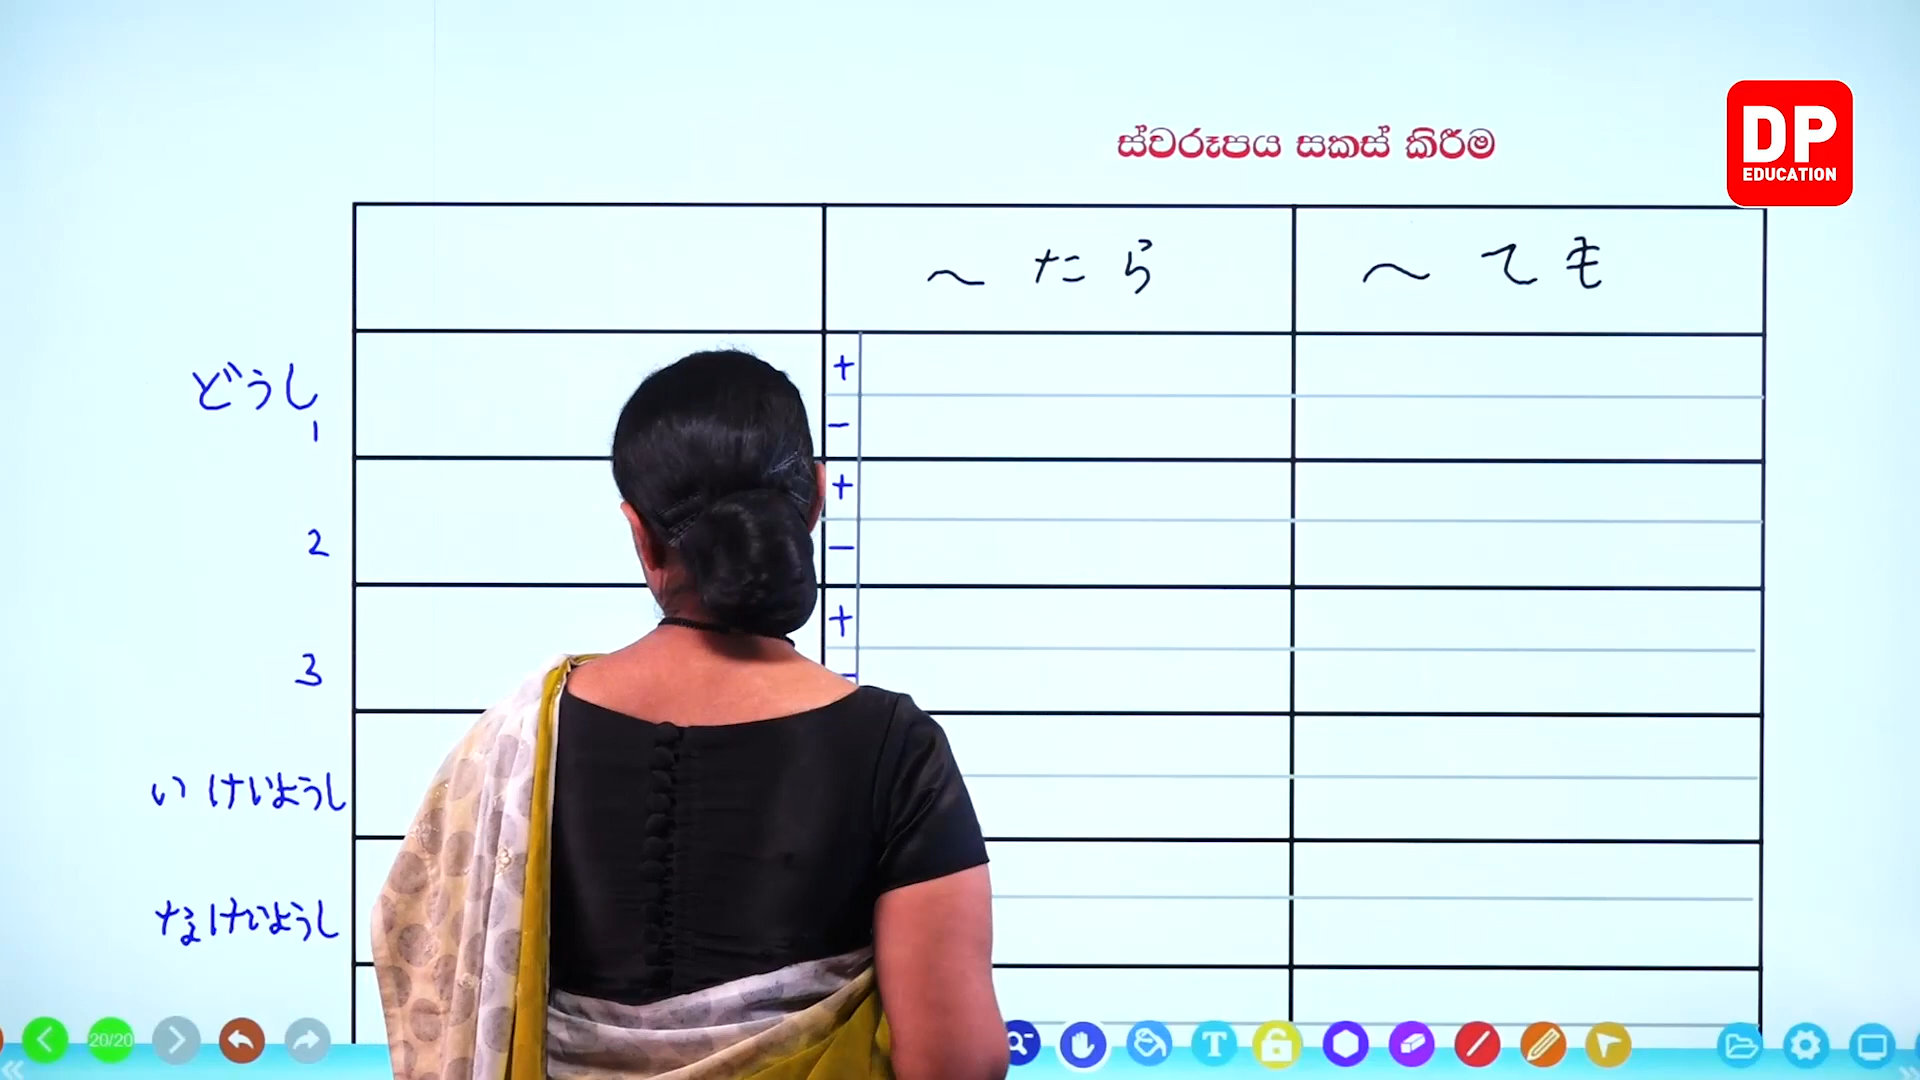 ස්වරූපය සකස් කිරීම
DP
EDUCATION
～ たら
～ ても
どうし
1
+
-
2
+
-
3
+
-
い けいようし
な けいようし
20/20
T